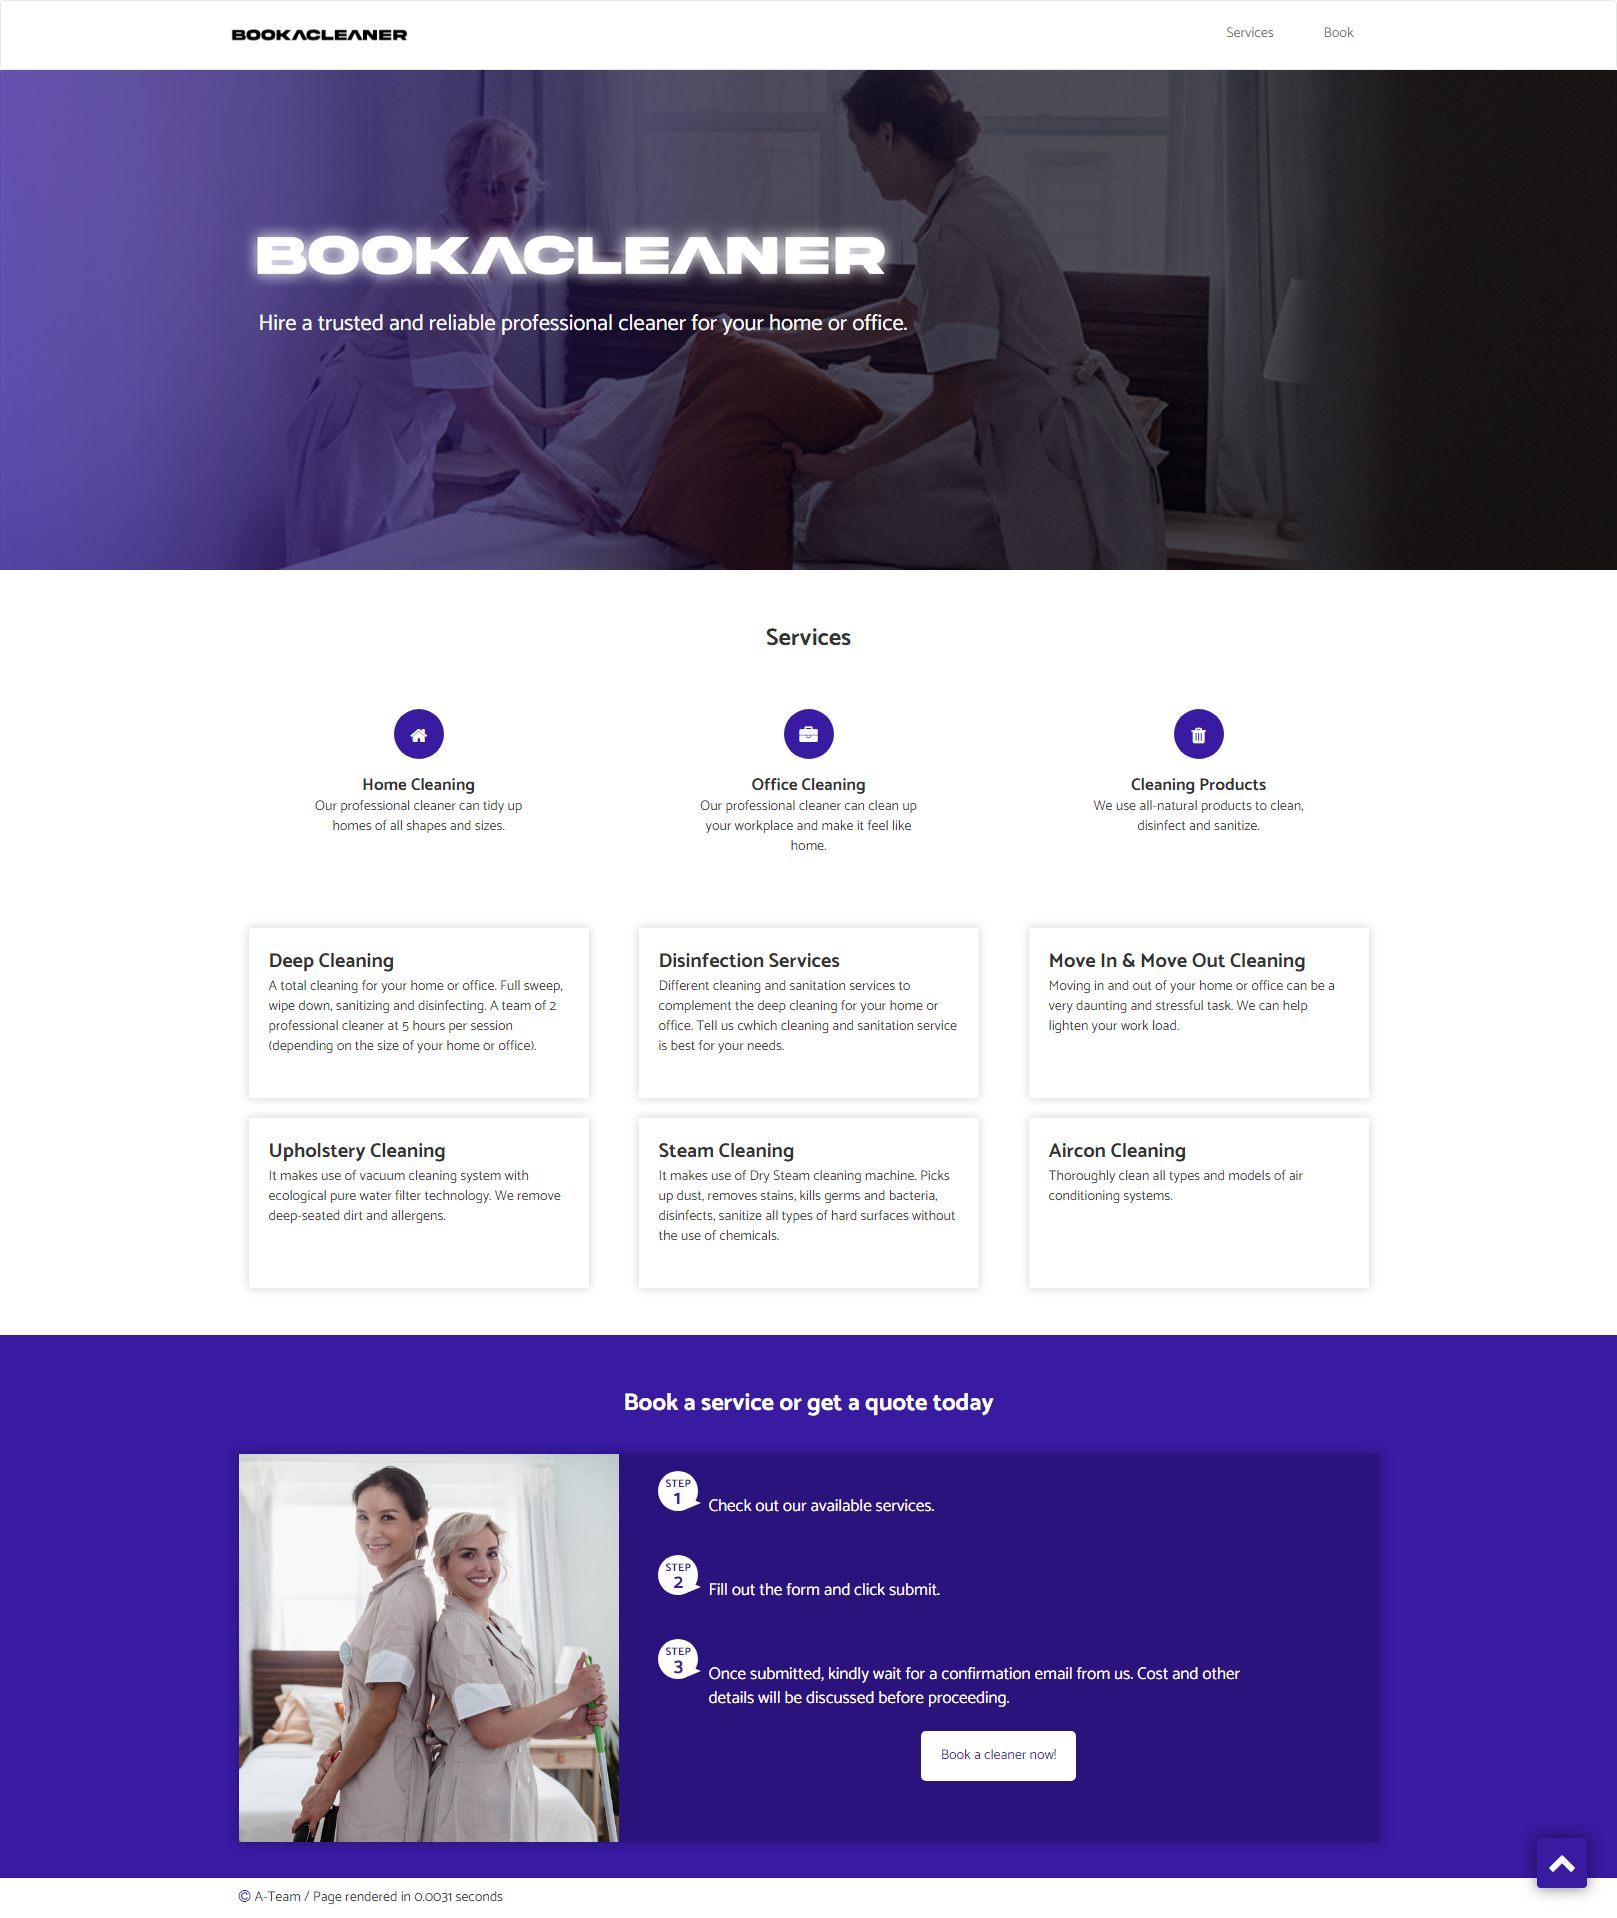 BOOKACLEANER
Services
Book
BOOKACLEANER
Hire a trusted and reliable professional cleaner for your home or office.
Services
Home Cleaning
Our professional cleaner can tidy up
homes of all shapes and sizes.
Office Cleaning
Our professional cleaner can clean up
your workplace and make it feel like
home.
Cleaning Products
We use all-natural products to clean,
disinfect and sanitize.
Deep Cleaning
A total cleaning for your home or office. Full sweep,
wipe down, sanitizing and disinfecting. A team of 2
professional cleaner at 5 hours per session
(depending on the size of your home or office).
Disinfection Services
Different cleaning and sanitation services to
complement the deep cleaning for your home or
office. Tell us cwhich cleaning and sanitation service
is best for your needs.
Move In & Move Out Cleaning
Moving in and out of your home or office can be a
very daunting and stressful task. We can help
lighten your work load.
Upholstery Cleaning
It makes use of vacuum cleaning system with
ecological pure water filter technology. We remove
deep-seated dirt and allergens.
Steam Cleaning
It makes use of Dry Steam cleaning machine. Picks
up dust, removes stains, kills germs and bacteria,
disinfects, sanitize all types of hard surfaces without
the use of chemicals.
Aircon Cleaning
Thoroughly clean all types and models of air
conditioning systems.
Book a service or get a quote today
STEP
1
Check out our available services.
STEP
2
Fill out the form and click submit.
STEP
3
Once submitted, kindly wait for a confirmation email from us. Cost and other
details will be discussed before proceeding.
Book a cleaner now!
© A-Team / Page rendered in 0.0031 seconds